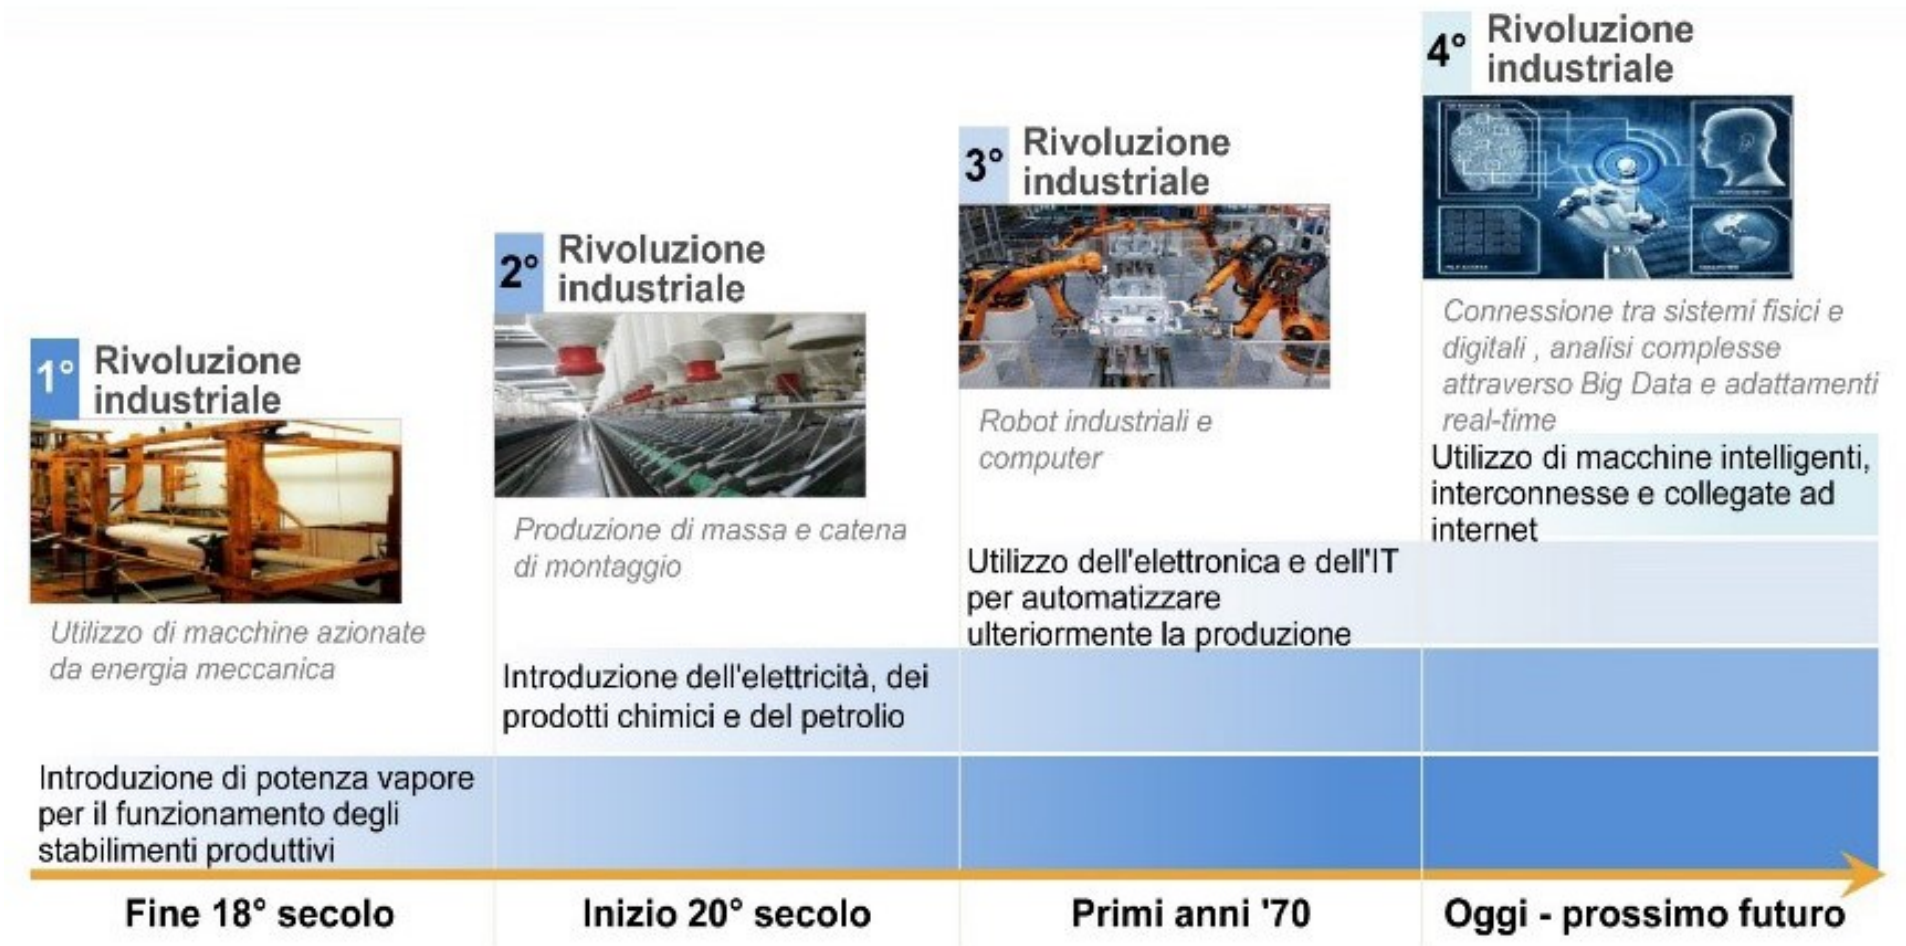 1°
Rivoluzione
industriale
Utilizzo di macchine azionate
da energia meccanica
Introduzione di potenza vapore
per il funzionamento degli
stabilimenti produttivi
Fine 18° secolo
2°
Rivoluzione
industriale
Produzione di massa e catena
di montaggio
Introduzione dell'elettricità, dei
prodotti chimici e del petrolio
Inizio 20° secolo
3°
Rivoluzione
industriale
Robot industriali e
computer
Utilizzo dell'elettronica e dell'IT
per automatizzare
ulteriormente la produzione
Primi anni '70
4°
Rivoluzione
industriale
Connessione tra sistemi fisici e
digitali , analisi complesse
attraverso Big Data e adattamenti
real-time
Utilizzo di macchine intelligenti,
interconnesse e collegate ad
internet
Oggi - prossimo futuro